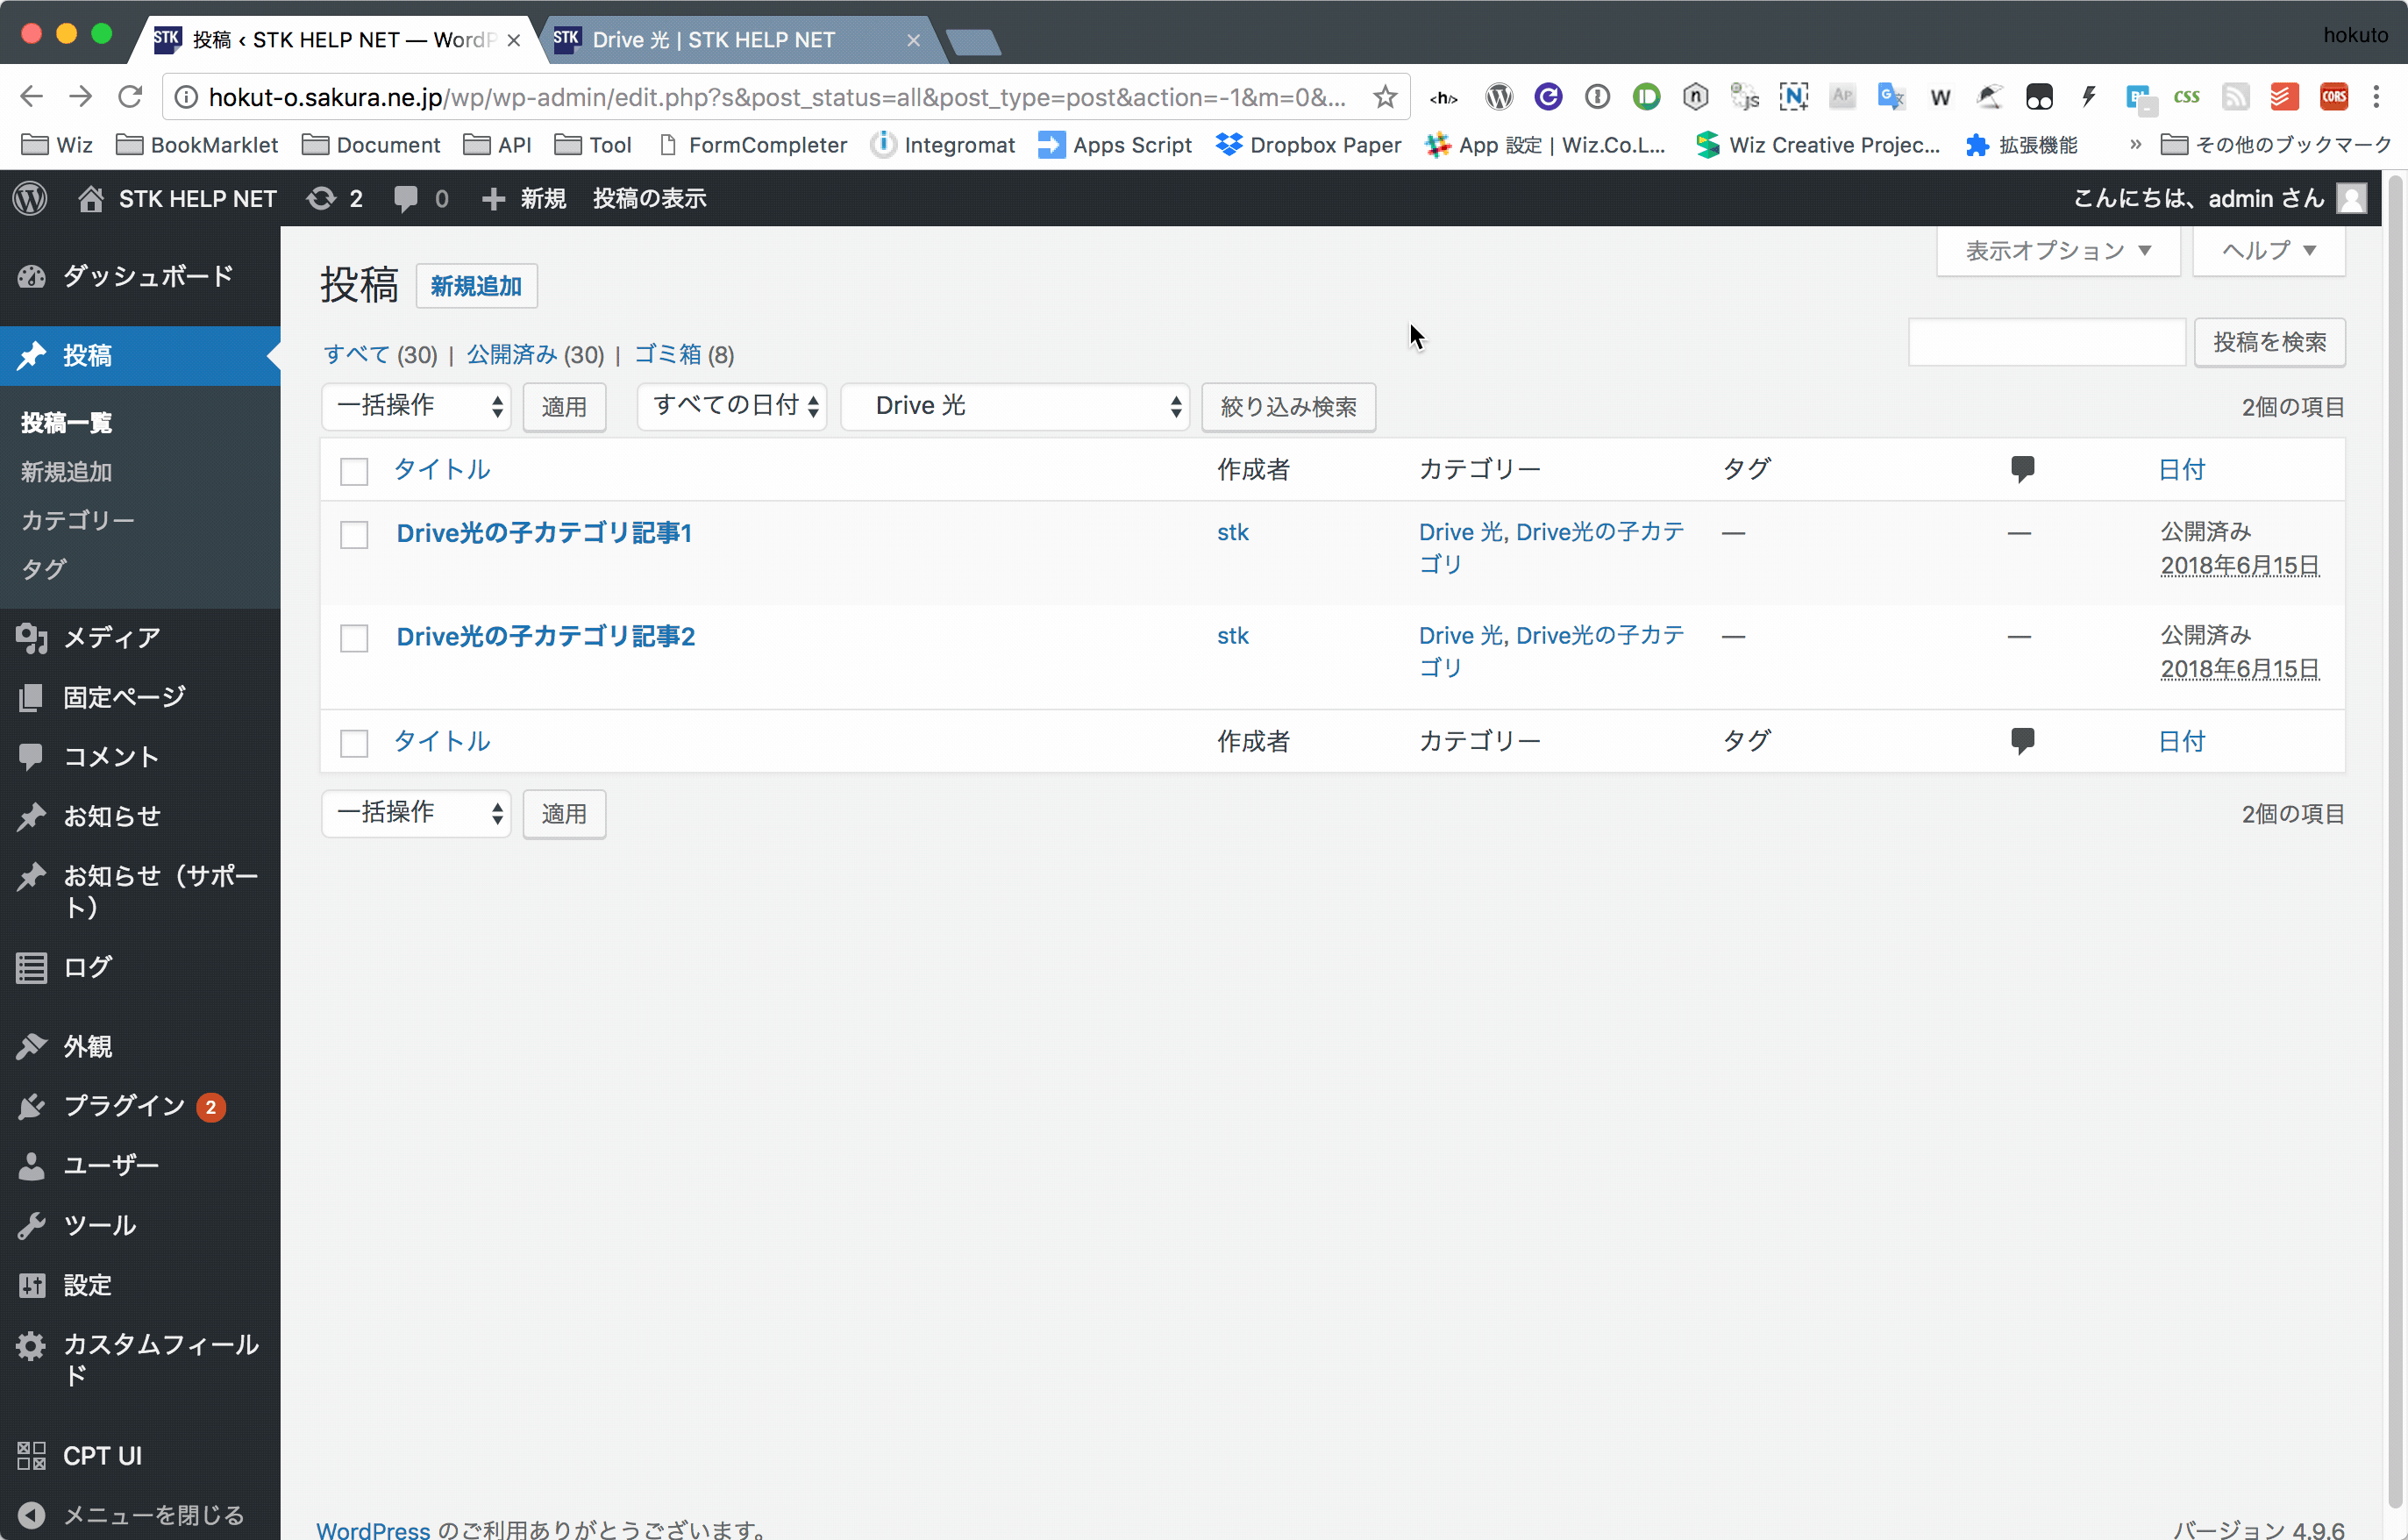 hokuto
STK 投稿 ‹ STK HELP NET — WordP
STK Drive 光 | STK HELP NET
hokut-o.sakura.ne.jp/wp/wp-admin/edit.php?s&post_status=all&post_type=post&action=-1&m=0&...
Wiz BookMarklet Document API Tool FormCompleter Integromat Apps Script Dropbox Paper App 設定 | Wiz.Co.L... Wiz Creative Projec... 拡張機能 » その他のブックマーク
STK HELP NET 2 0 新規 投稿の表示 こんにちは、admin さん
ダッシュボード
投稿
投稿一覧
新規追加
カテゴリー
タグ
メディア
固定ページ
コメント
お知らせ
お知らせ（サポー
ト）
ログ
外観
プラグイン 2
ユーザー
ツール
設定
カスタムフィール
ド
CPT UI
メニューを閉じる
表示オプション ▼ ヘルプ ▼
投稿 新規追加
すべて (30) | 公開済み (30) | ゴミ箱 (8)
投稿を検索
一括操作 適用 すべての日付 Drive 光 絞り込み検索 2個の項目
タイトル 作成者 カテゴリー タグ 日付
Drive光の子カテゴリ記事1 stk Drive 光, Drive光の子カテ — — 公開済み
ゴリ 2018年6月15日
Drive光の子カテゴリ記事2 stk Drive 光, Drive光の子カテ — — 公開済み
ゴリ 2018年6月15日
タイトル 作成者 カテゴリー タグ 日付
一括操作 適用 2個の項目
WordPress のご利用ありがとうございます。 バージョン 4.9.6